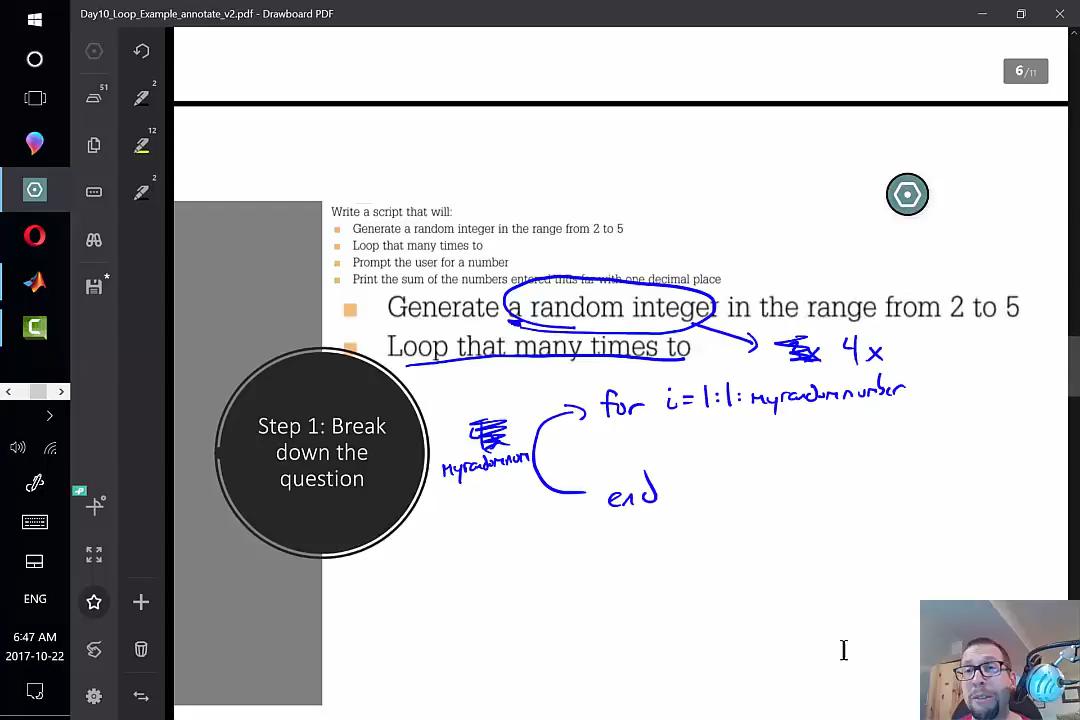 Day10_Loop_Example_annotate_v2.pdf - Drawboard PDF
6/11
51
2
12
2
Write a script that will:
Generate a random integer in the range from 2 to 5
Loop that many times to
Prompt the user for a number
Print the sum of the numbers entered thus far with one decimal place
Generate a random integer in the range from 2 to 5
Loop that many times to
4x
for i=1:1:myrandomnumber
Step 1: Break
down the
question
myrandomnum
end
ENG
6:47 AM
2017-10-22